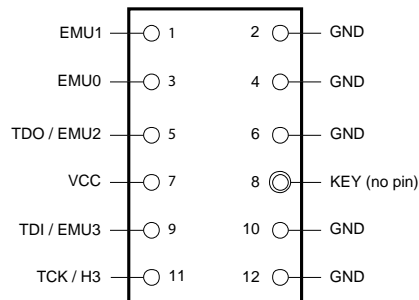 EMU1 1 2 GND
EMU0 3 4 GND
TDO / EMU2 5 6 GND
VCC 7 8 KEY (no pin)
TDI / EMU3 9 10 GND
TCK / H3 11 12 GND